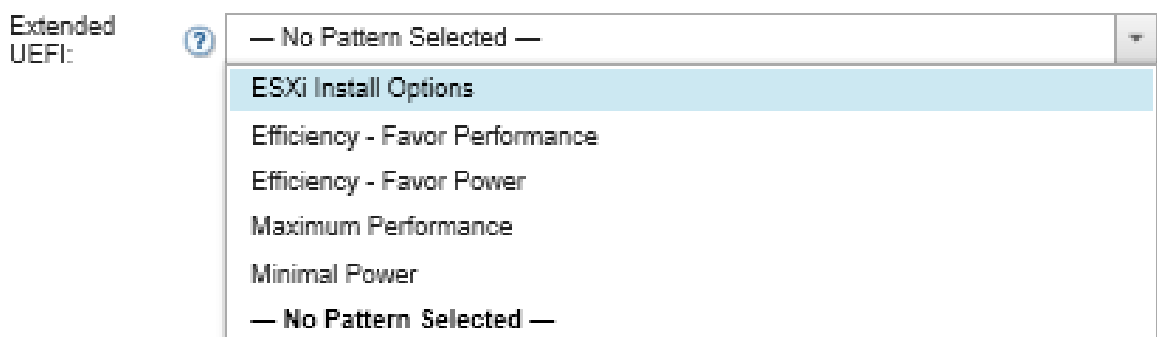 Extended
UEFI:
?
— No Pattern Selected —
ESXi Install Options
Efficiency - Favor Performance
Efficiency - Favor Power
Maximum Performance
Minimal Power
— No Pattern Selected —